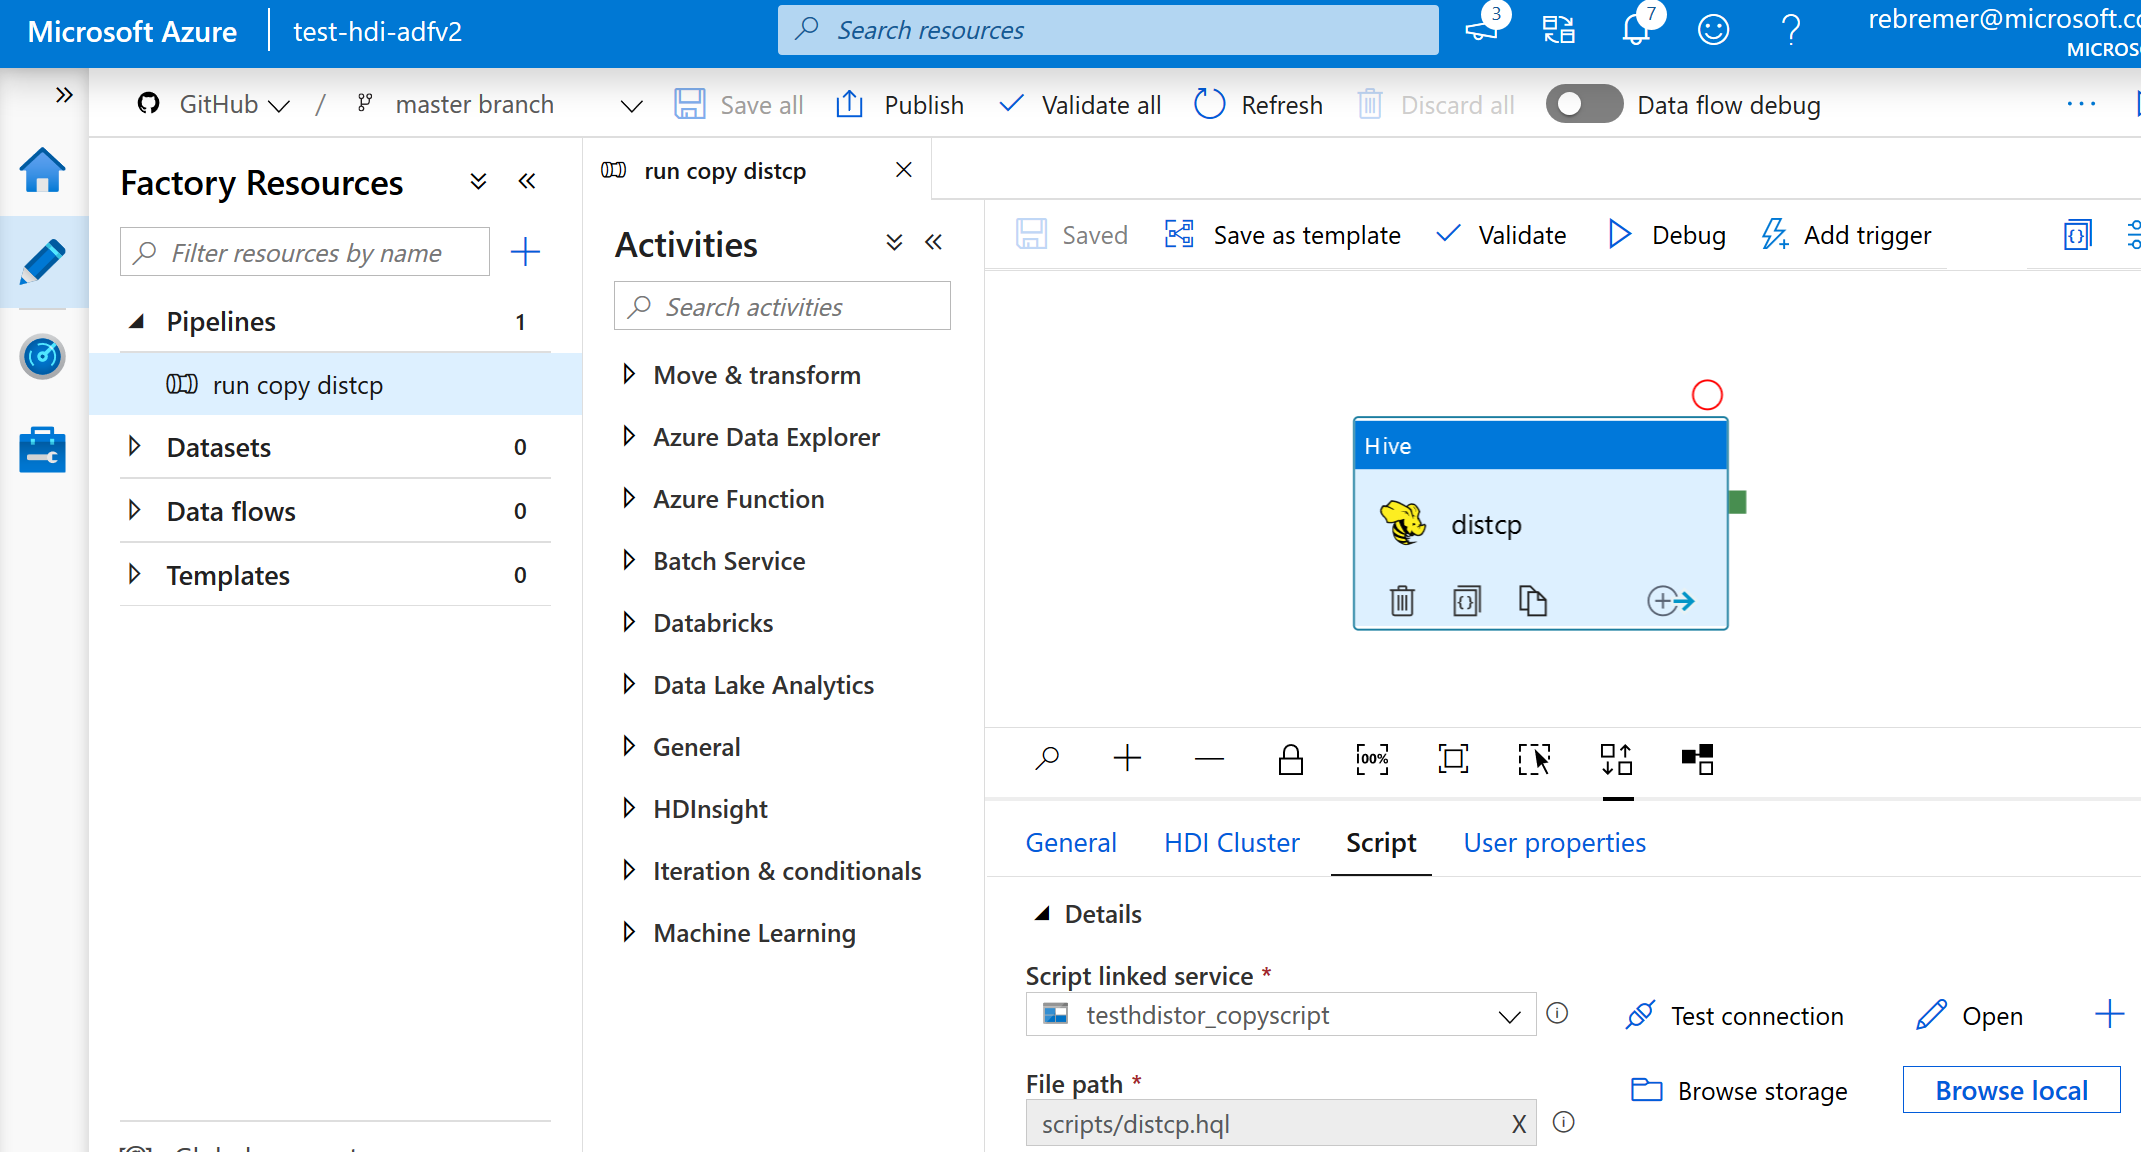 Microsoft Azure
test-hdi-adfv2
Search resources
3
7
rebremer@microsoft.co
MICROS
GitHub / master branch
Save all
Publish
Validate all
Refresh
Discard all
Data flow debug
Factory Resources
Filter resources by name
Pipelines 1
run copy distcp
Datasets 0
Data flows 0
Templates 0
run copy distcp
Activities
Search activities
Move & transform
Azure Data Explorer
Azure Function
Batch Service
Databricks
Data Lake Analytics
General
HDInsight
Iteration & conditionals
Machine Learning
Saved
Save as template
Validate
Debug
Add trigger
Hive
distcp
100%
General
HDI Cluster
Script
User properties
Details
Script linked service *
testhdistor_copyscript
Test connection
Open
File path *
scripts/distcp.hql X
Browse storage
Browse local